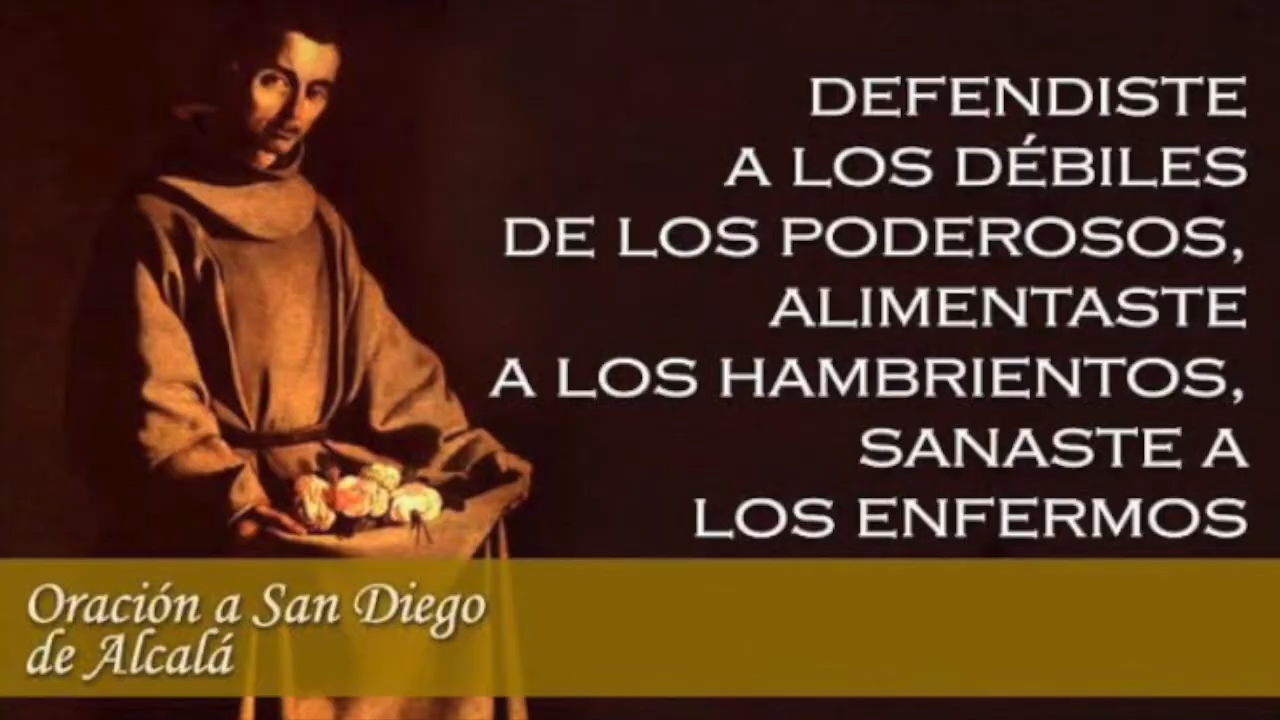 DEFENDISTE
A LOS DÉBILES
DE LOS PODEROSOS,
ALIMENTASTE
A LOS HAMBRIENTOS,
SANASTE A
LOS ENFERMOS
Oración a San Diego
de Alcalá